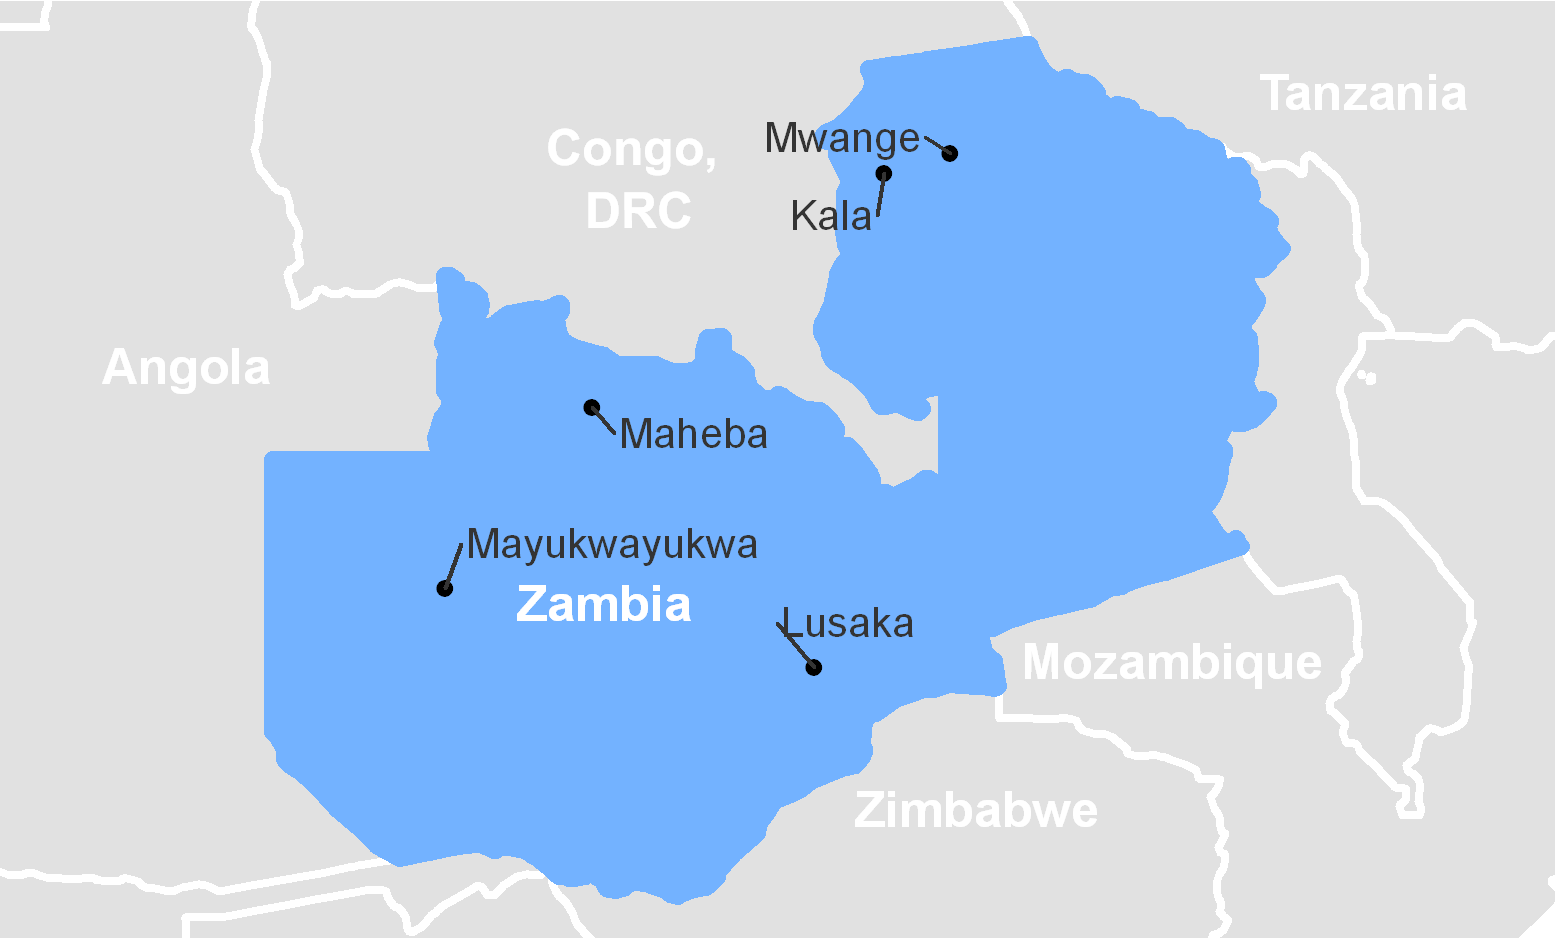 Tanzania
Congo,
DRC
Mwange
Kala
Angola
Maheba
Mayukwayukwa
Zambia
Lusaka
Mozambique
Zimbabwe